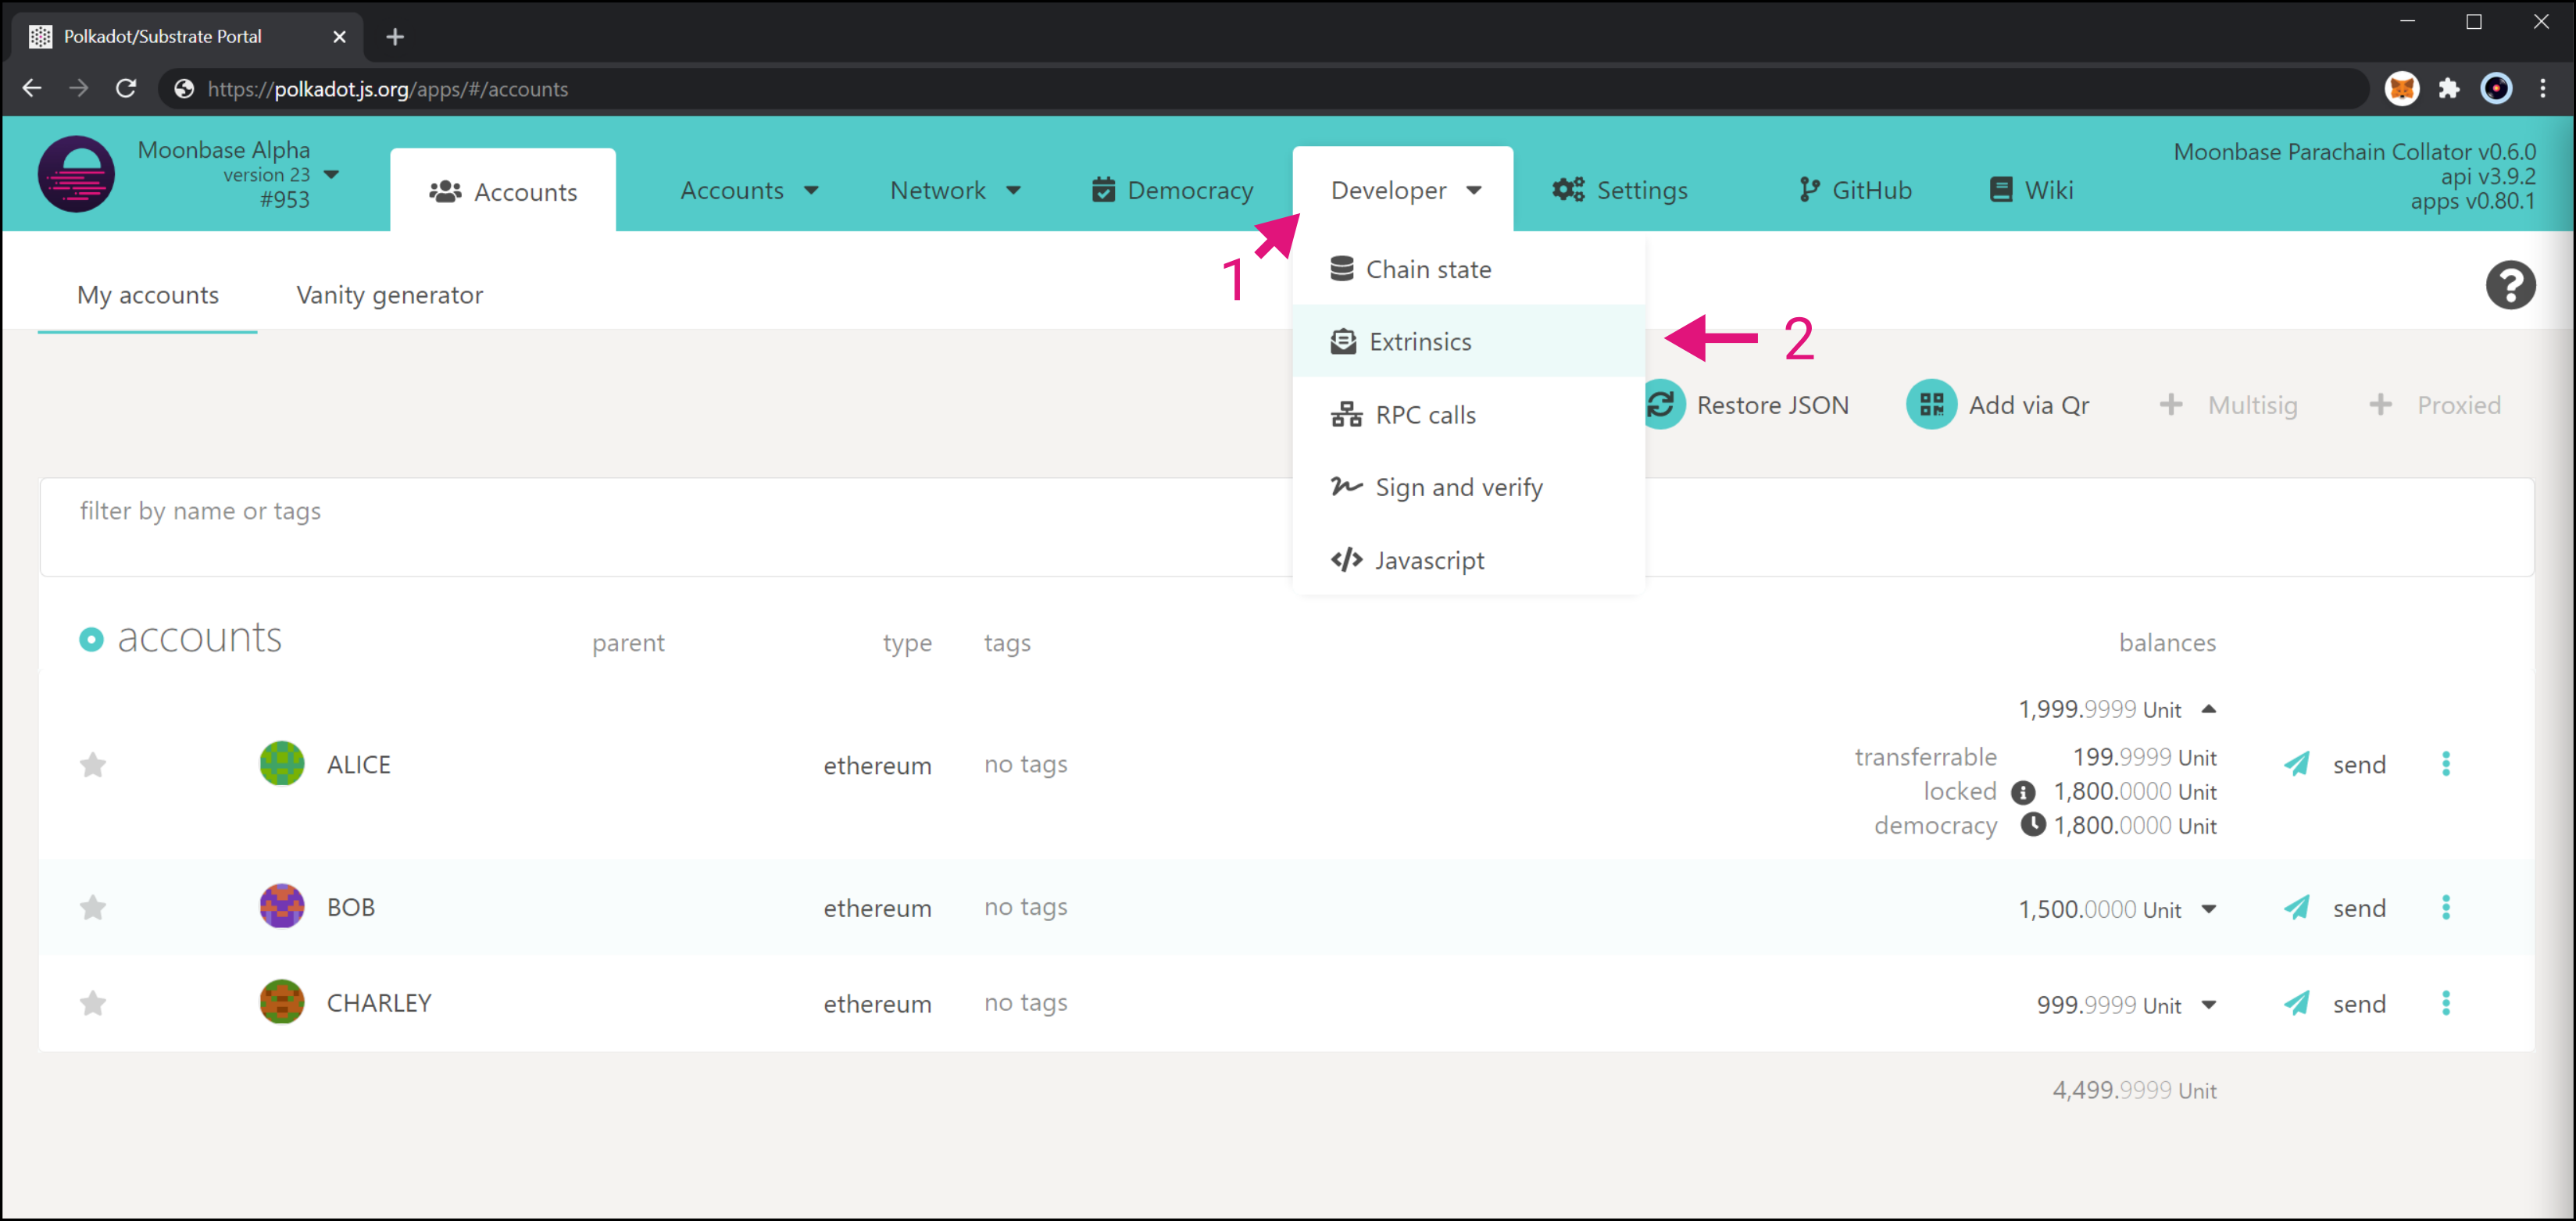 Polkadot/Substrate Portal
https://polkadot.js.org/apps/#/accounts
Moonbase Alpha
version 23
#953
Accounts
Accounts
Network
Democracy
Developer
Settings
GitHub
Wiki
Moonbase Parachain Collator v0.6.0
api v3.9.2
apps v0.80.1
1
My accounts
Vanity generator
Chain state
Extrinsics
2
RPC calls
Sign and verify
Javascript
Restore JSON
Add via Qr
+ Multisig
+ Proxied
filter by name or tags
accounts parent type tags balances
1,999.9999 Unit
ALICE ethereum no tags
transferrable 199.9999 Unit
locked 1,800.0000 Unit
democracy 1,800.0000 Unit
send
BOB ethereum no tags 1,500.0000 Unit send
CHARLEY ethereum no tags 999.9999 Unit send
4,499.9999 Unit